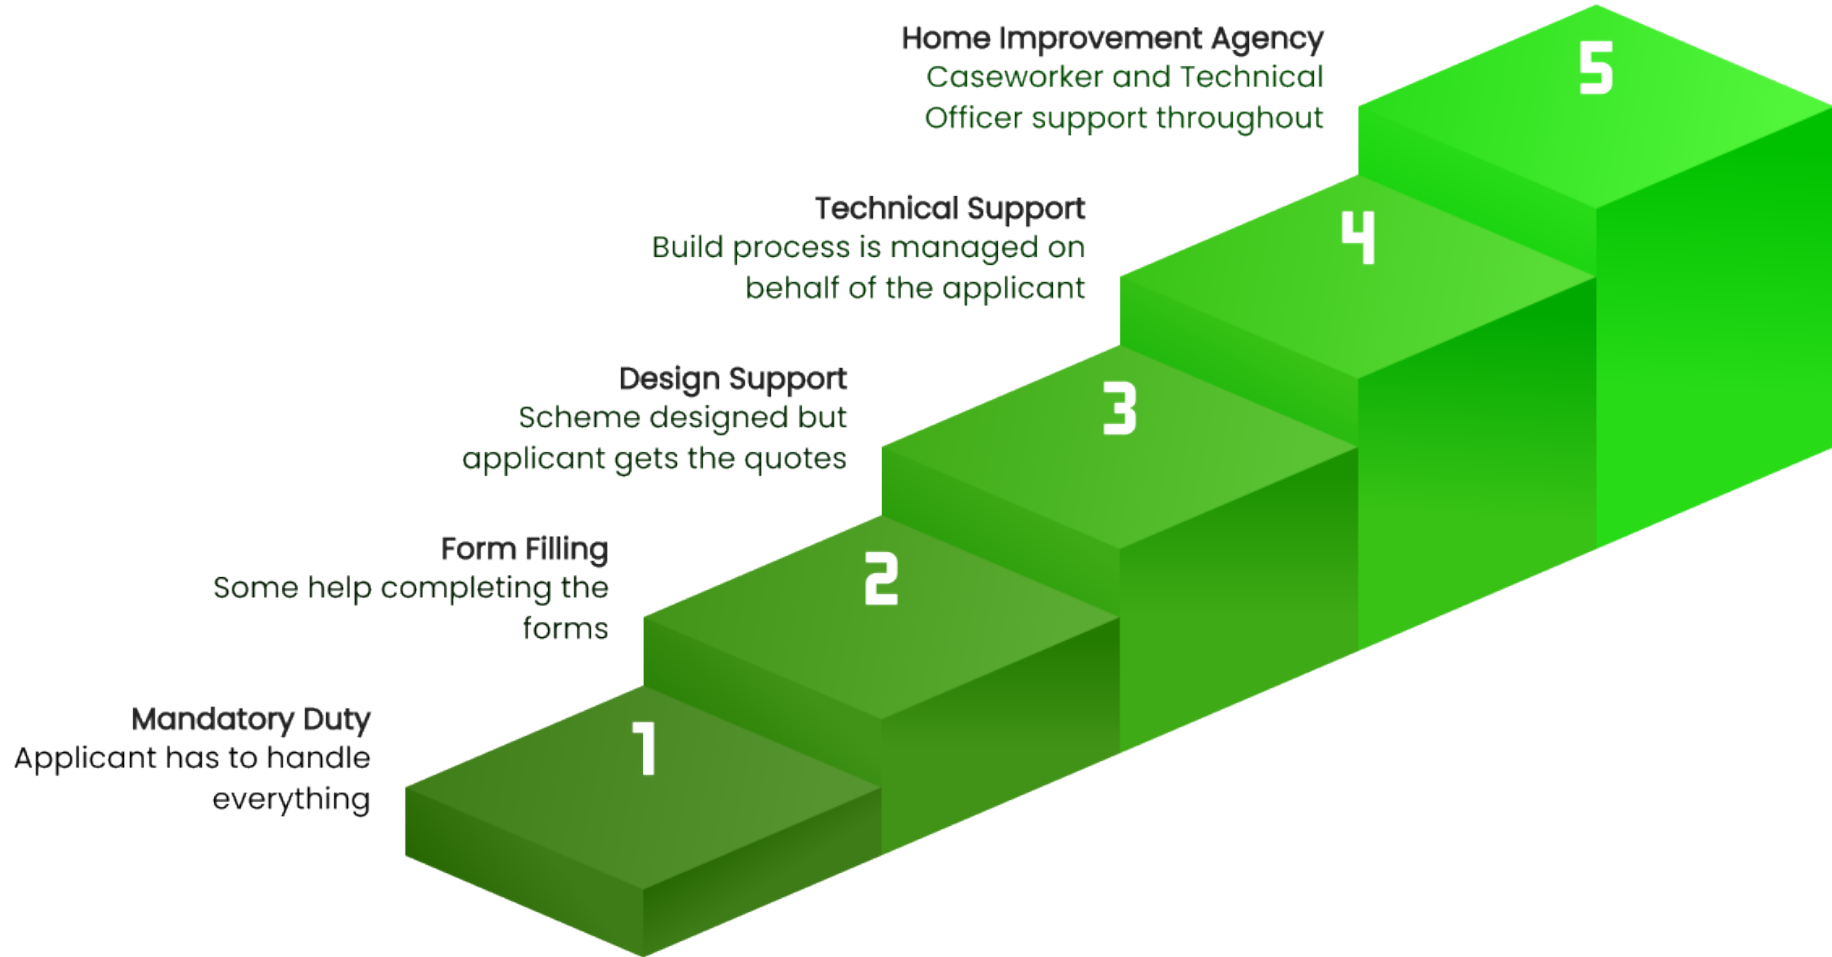 Home Improvement Agency
Caseworker and Technical
Officer support throughout
5
Technical Support
Build process is managed on
behalf of the applicant
4
Design Support
Scheme designed but
applicant gets the quotes
3
Form Filling
Some help completing the
forms
2
Mandatory Duty
Applicant has to handle
everything
1